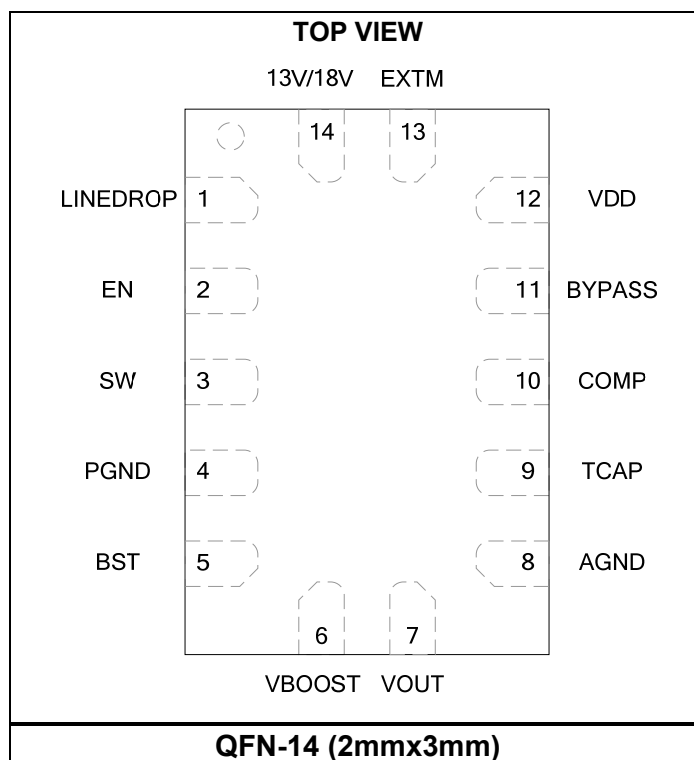 TOP VIEW
13V/18V EXTM
14 13
LINEDROP 1 12 VDD
EN 2 11 BYPASS
SW 3 10 COMP
PGND 4 9 TCAP
BST 5 8 AGND
6 7
VBOOST VOUT
QFN-14 (2mmx3mm)